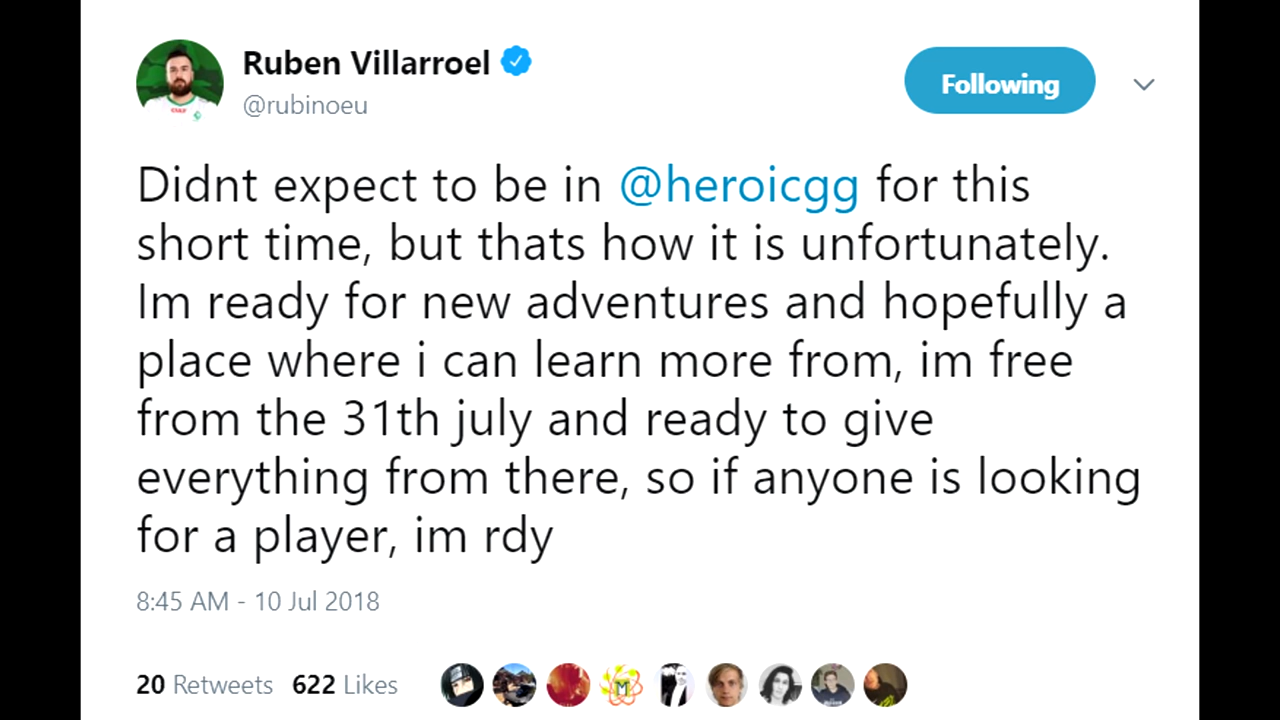 Ruben Villarroel
@rubinoeu
Following
Didnt expect to be in @heroicgg for this
short time, but thats how it is unfortunately.
Im ready for new adventures and hopefully a
place where i can learn more from, im free
from the 31th july and ready to give
everything from there, so if anyone is looking
for a player, im rdy
8:45 AM - 10 Jul 2018
20 Retweets 622 Likes